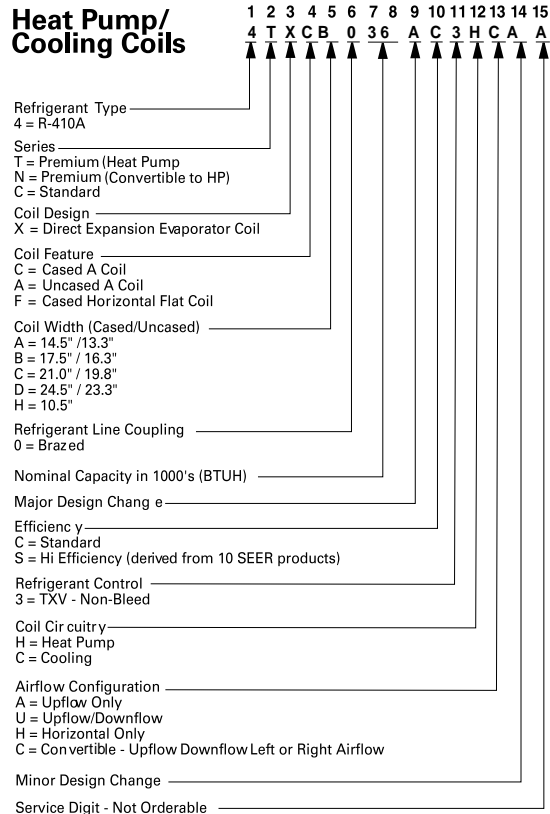 Heat Pump/
Cooling Coils
1 2 3 4 5 6 7 8 9 10 11 12 13 14 15
4 T X C B 0 3 6 A C 3 H C A A
Refrigerant Type
4 = R-410A
Series
T = Premium (Heat Pump
N = Premium (Convertible to HP)
C = Standard
Coil Design
X = Direct Expansion Evaporator Coil
Coil Feature
C = Cased A Coil
A = Uncased A Coil
F = Cased Horizontal Flat Coil
Coil Width (Cased/Uncased)
A = 14.5" /13.3"
B = 17.5" / 16.3"
C = 21.0" / 19.8"
D = 24.5" / 23.3"
H = 10.5"
Refrigerant Line Coupling
0 = Brazed
Nominal Capacity in 1000's (BTUH)
Major Design Chang e
Efficienc y
C = Standard
S = Hi Efficiency (derived from 10 SEER products)
Refrigerant Control
3 = TXV - Non-Bleed
Coil Cir cuitry
H = Heat Pump
C = Cooling
Airflow Configuration
A = Upflow Only
U = Upflow/Downflow
H = Horizontal Only
C = Convertible - Upflow Downflow Left or Right Airflow
Minor Design Change
Service Digit - Not Orderable